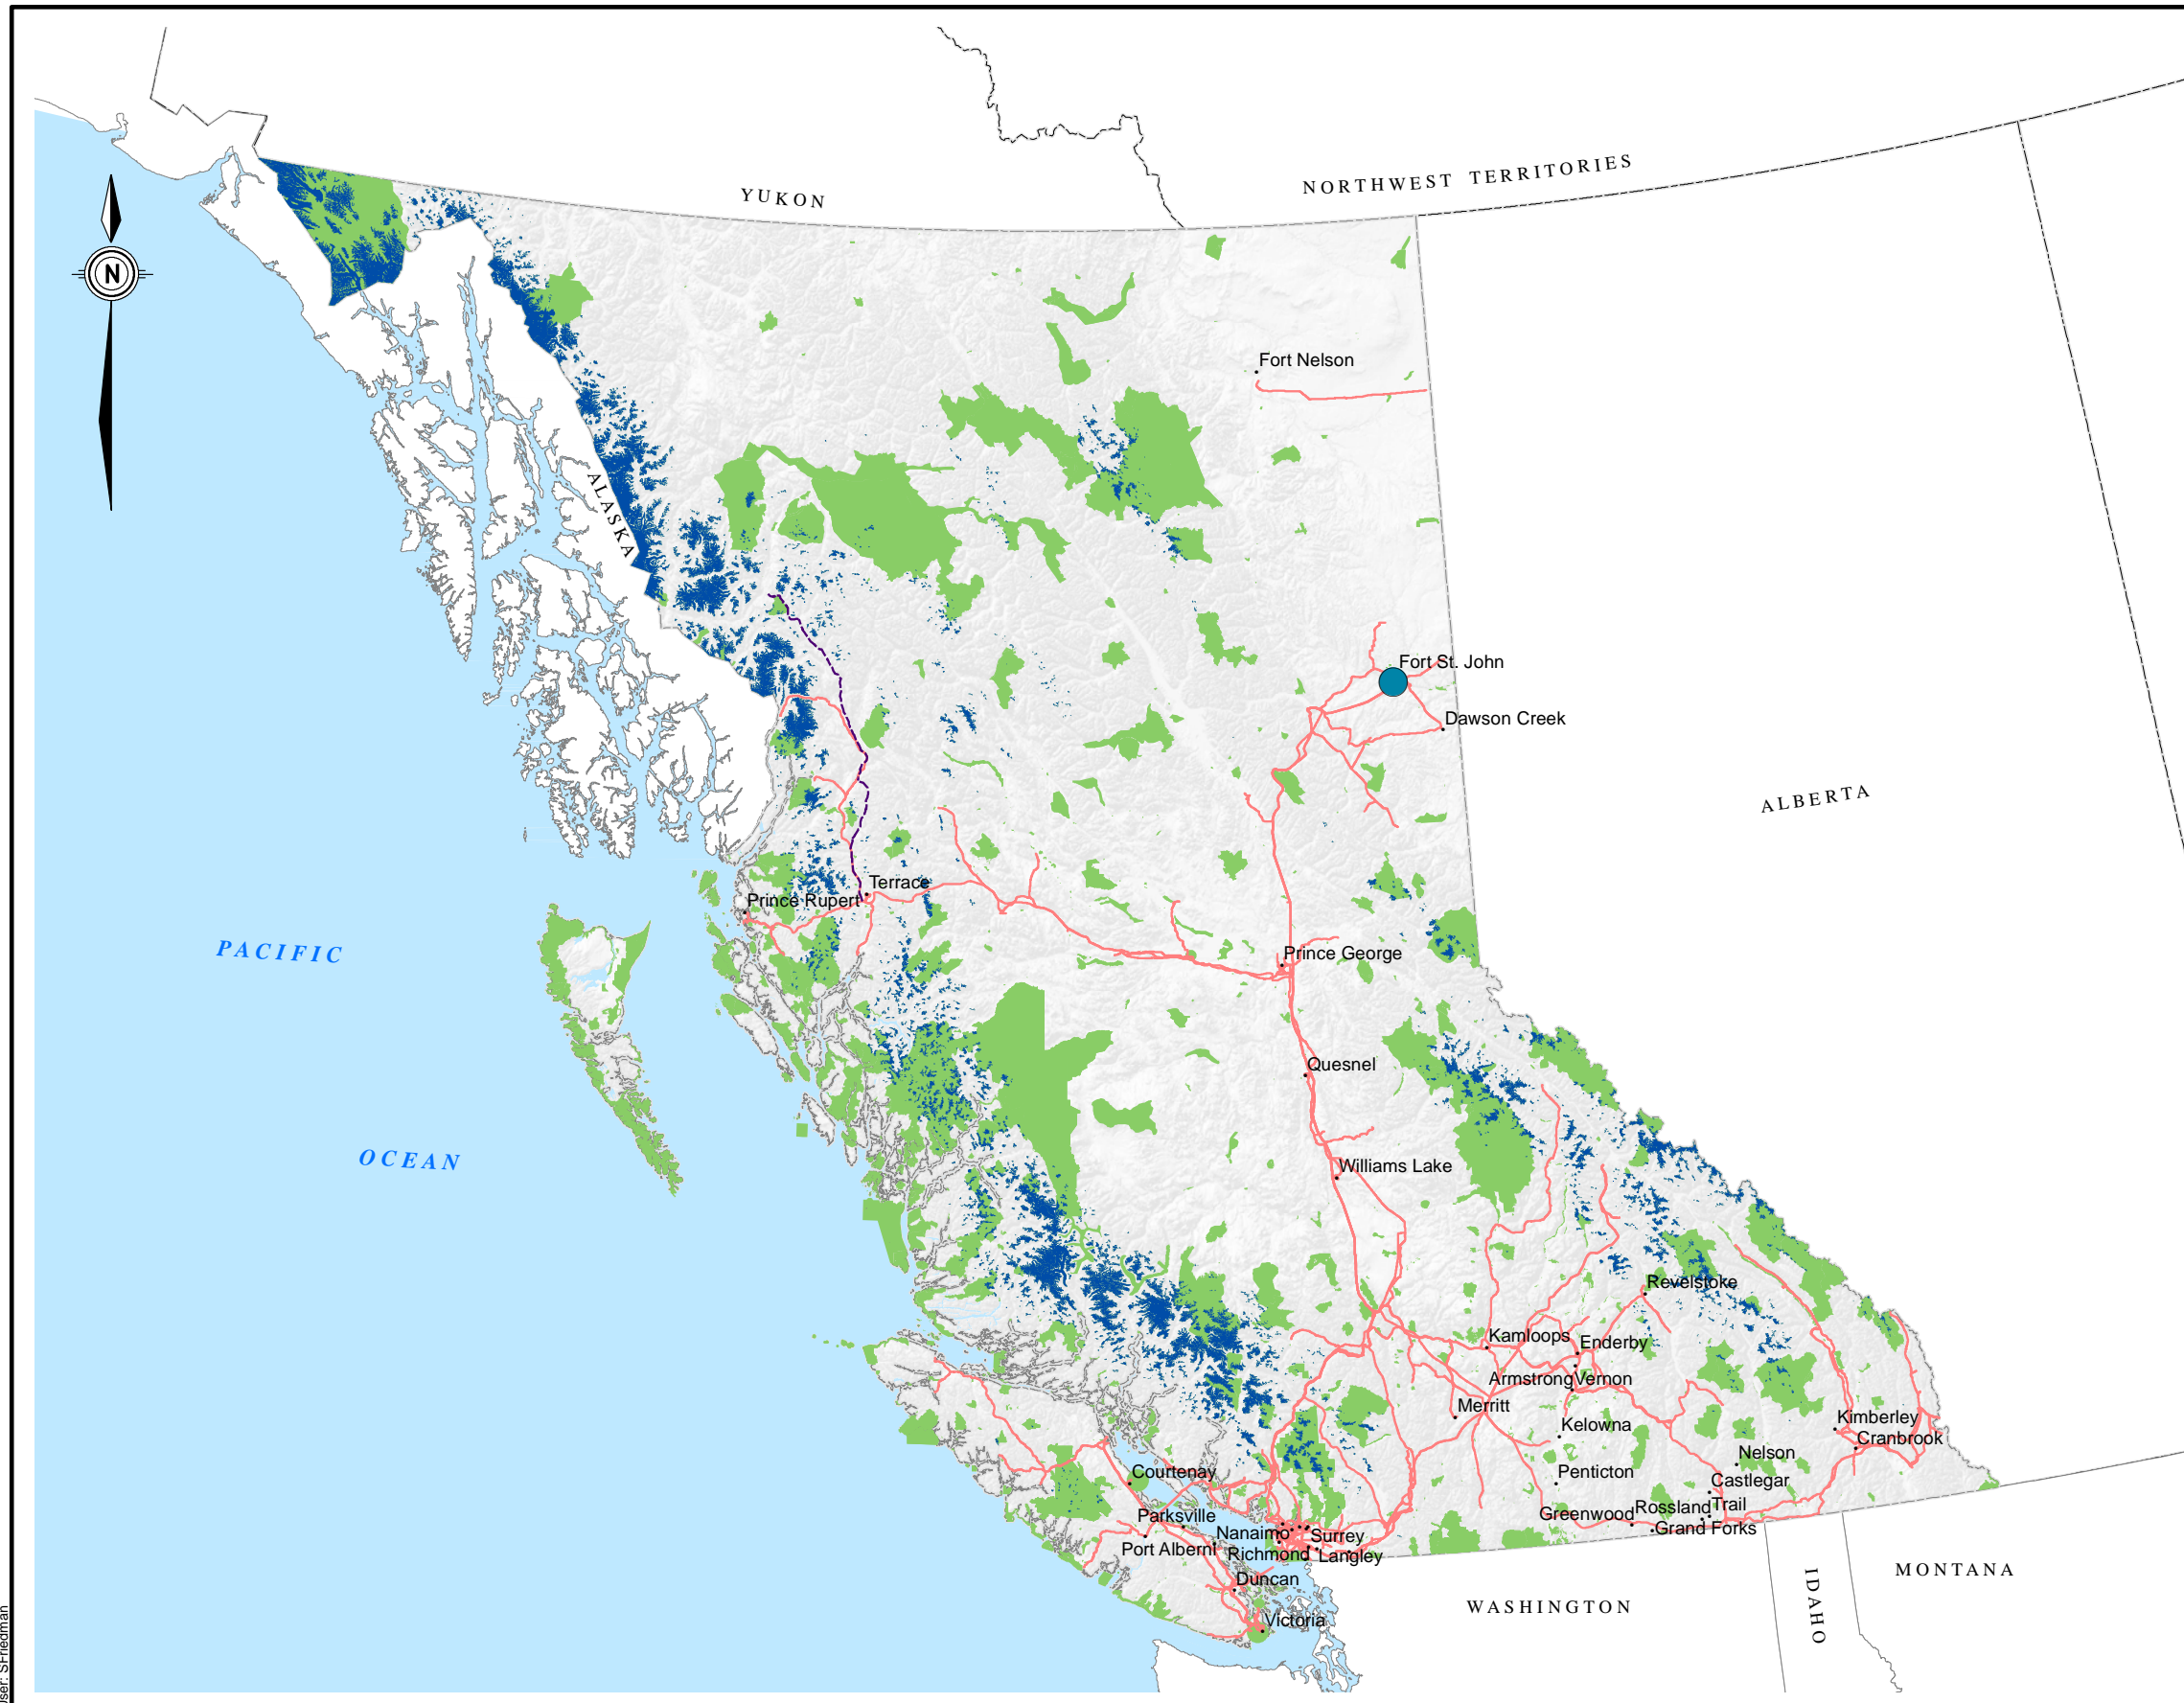 YUKON
NORTHWEST TERRITORIES
N
Fort Nelson
ALASKA
Fort St. John
Dawson Creek
ALBERTA
Terrace
Prince Rupert
PACIFIC
Prince George
Quesnel
OCEAN
Williams Lake
Revelstoke
Kamloops
Enderby
Armstrong
Vernon
Merritt
Kimberley
Kelowna
Cranbrook
Nelson
Courtenay
Penticton
Castlegar
Parksville
Greenwood
Rossland
Trail
Nanaimo
Surrey
Grand Forks
Port Alberni
Richmond
Langley
MONTANA
Duncan
WASHINGTON
IDAHO
Victoria
User: SFriedman